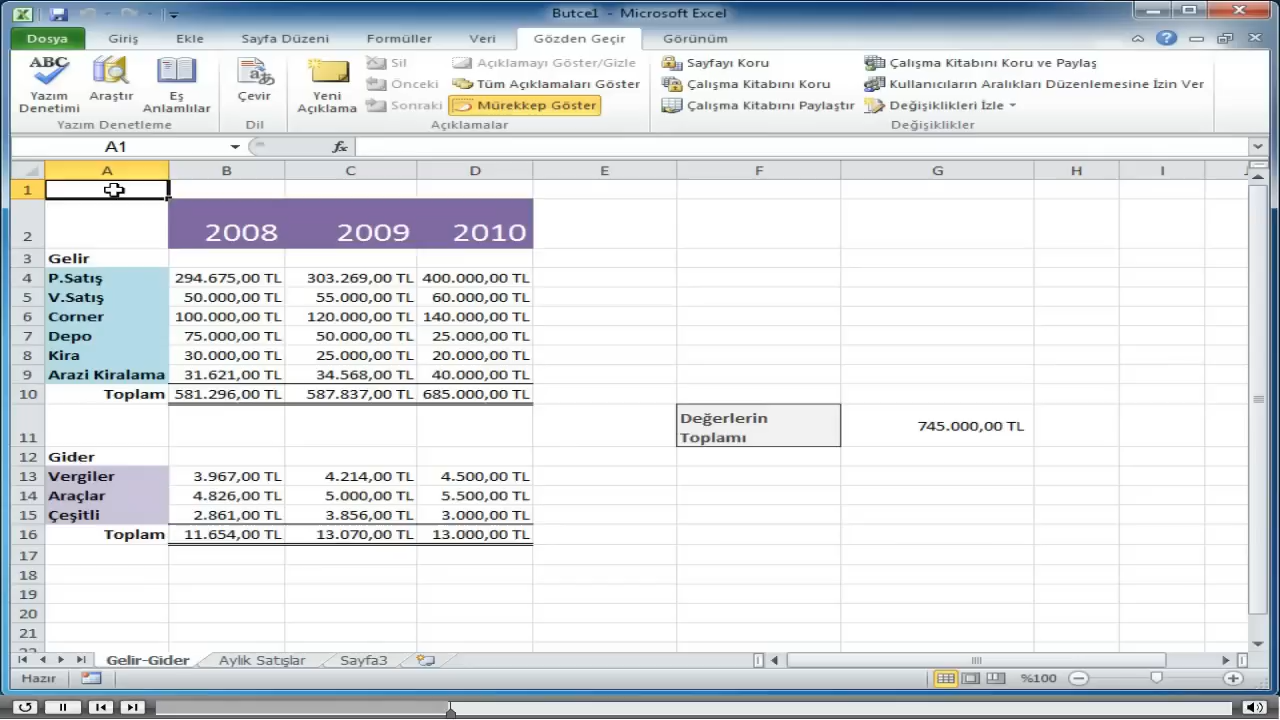 Butce1 - Microsoft Excel
Dosya Giriş Ekle Sayfa Düzeni Formüller Veri Gözden Geçir Görünüm
ABC
Yazım Denetimi Araştır Eş Anlamlılar
Yazım Denetleme
Çevir
Dil
Yeni Açıklama
Sil
Önceki
Sonraki
Açıklamayı Göster/Gizle
Tüm Açıklamaları Göster
Mürekkep Göster
Açıklamalar
Sayfayı Koru
Çalışma Kitabını Koru
Çalışma Kitabını Paylaştır
Çalışma Kitabını Koru ve Paylaş
Kullanıcıların Aralıkları Düzenlemesine İzin Ver
Değişiklikleri İzle
Değişiklikler
A1 fx
A B C D E F G H I
1
2 2008 2009 2010
3 Gelir
4 P.Satış 294.675,00 TL 303.269,00 TL 400.000,00 TL
5 V.Satış 50.000,00 TL 55.000,00 TL 60.000,00 TL
6 Corner 100.000,00 TL 120.000,00 TL 140.000,00 TL
7 Depo 75.000,00 TL 50.000,00 TL 25.000,00 TL
8 Kira 30.000,00 TL 25.000,00 TL 20.000,00 TL
9 Arazi Kiralama 31.621,00 TL 34.568,00 TL 40.000,00 TL
10 Toplam 581.296,00 TL 587.837,00 TL 685.000,00 TL
11 Değerlerin Toplamı 745.000,00 TL
12 Gider
13 Vergiler 3.967,00 TL 4.214,00 TL 4.500,00 TL
14 Araçlar 4.826,00 TL 5.000,00 TL 5.500,00 TL
15 Çeşitli 2.861,00 TL 3.856,00 TL 3.000,00 TL
16 Toplam 11.654,00 TL 13.070,00 TL 13.000,00 TL
17
18
19
20
21
Gelir-Gider Aylık Satışlar Sayfa3
Hazır %100